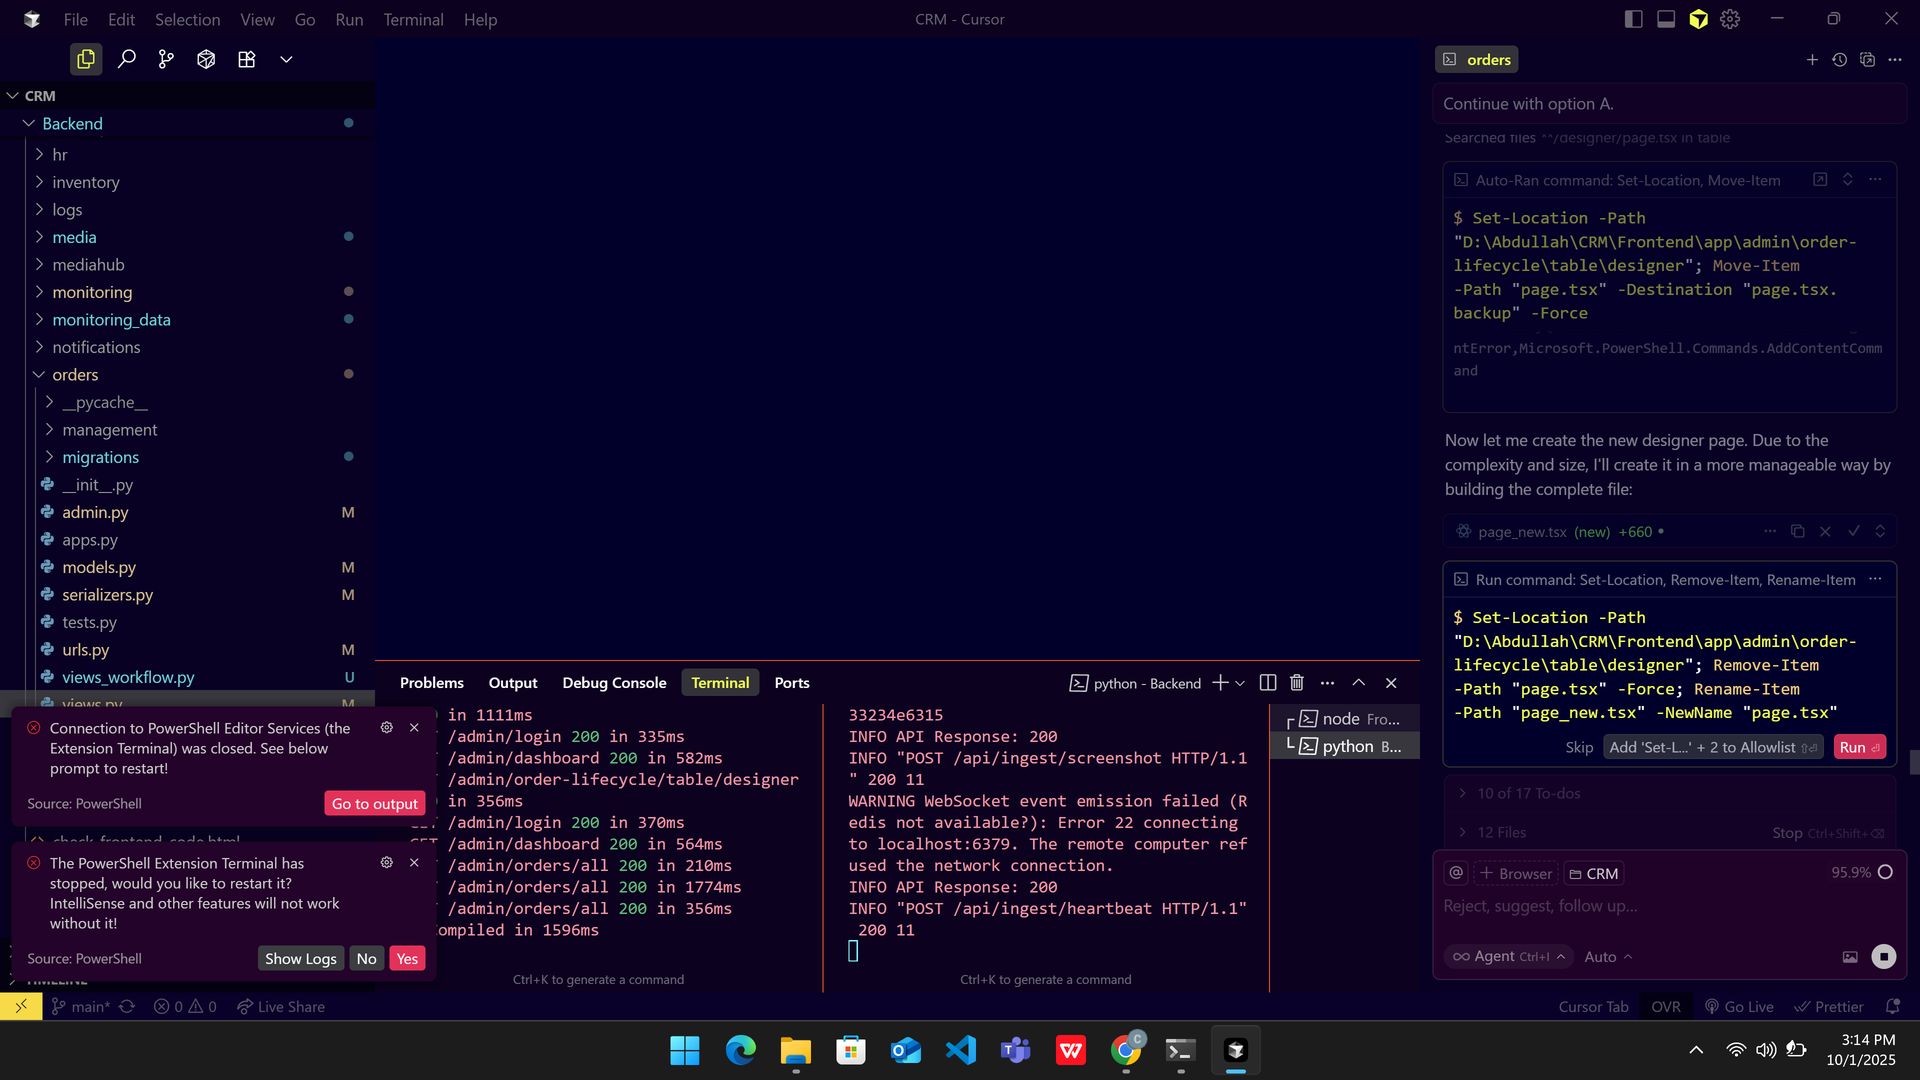 File Edit Selection View Go Run Terminal Help
CRM - Cursor
CRM
Backend
hr
inventory
logs
media
mediahub
monitoring
monitoring_data
notifications
orders
__pycache__
management
migrations
__init__.py
admin.py M
apps.py
models.py M
serializers.py M
tests.py
urls.py M
views_workflow.py U
views.py
Connection to PowerShell Editor Services (the
Extension Terminal) was closed. See below
prompt to restart!
Source: PowerShell
Go to output
check_frontend_code.html
The PowerShell Extension Terminal has
stopped, would you like to restart it?
IntelliSense and other features will not work
without it!
Source: PowerShell
Show Logs No Yes
TIMELINE
Problems Output Debug Console Terminal Ports
python - Backend
in 1111ms
/admin/login 200 in 335ms
/admin/dashboard 200 in 582ms
/admin/order-lifecycle/table/designer
in 356ms
/admin/login 200 in 370ms
/admin/dashboard 200 in 564ms
/admin/orders/all 200 in 210ms
/admin/orders/all 200 in 1774ms
/admin/orders/all 200 in 356ms
ompiled in 1596ms
Ctrl+K to generate a command
33234e6315
INFO API Response: 200
INFO "POST /api/ingest/screenshot HTTP/1.1
" 200 11
WARNING WebSocket event emission failed (R
edis not available?): Error 22 connecting
to localhost:6379. The remote computer ref
used the network connection.
INFO API Response: 200
INFO "POST /api/ingest/heartbeat HTTP/1.1"
200 11
Ctrl+K to generate a command
node Fro...
python B...
orders
Continue with option A.
Searched files **/designer/page.tsx in table
Auto-Ran command: Set-Location, Move-Item
$ Set-Location -Path
"D:\Abdullah\CRM\Frontend\app\admin\order-
lifecycle\table\designer"; Move-Item
-Path "page.tsx" -Destination "page.tsx.
backup" -Force
ntError,Microsoft.PowerShell.Commands.AddContentComm
and
Now let me create the new designer page. Due to the
complexity and size, I'll create it in a more manageable way by
building the complete file:
page_new.tsx (new) +660
Run command: Set-Location, Remove-Item, Rename-Item
$ Set-Location -Path
"D:\Abdullah\CRM\Frontend\app\admin\order-
lifecycle\table\designer"; Remove-Item
-Path "page.tsx" -Force; Rename-Item
-Path "page_new.tsx" -NewName "page.tsx"
Skip Add 'Set-L...' + 2 to Allowlist Run
10 of 17 To-dos
12 Files Stop Ctrl+Shift+
@ + Browser CRM 95.9%
Reject, suggest, follow up...
Agent Ctrl+I Auto
main* 0 0 Live Share
Cursor Tab OVR Go Live Prettier
3:14 PM
10/1/2025